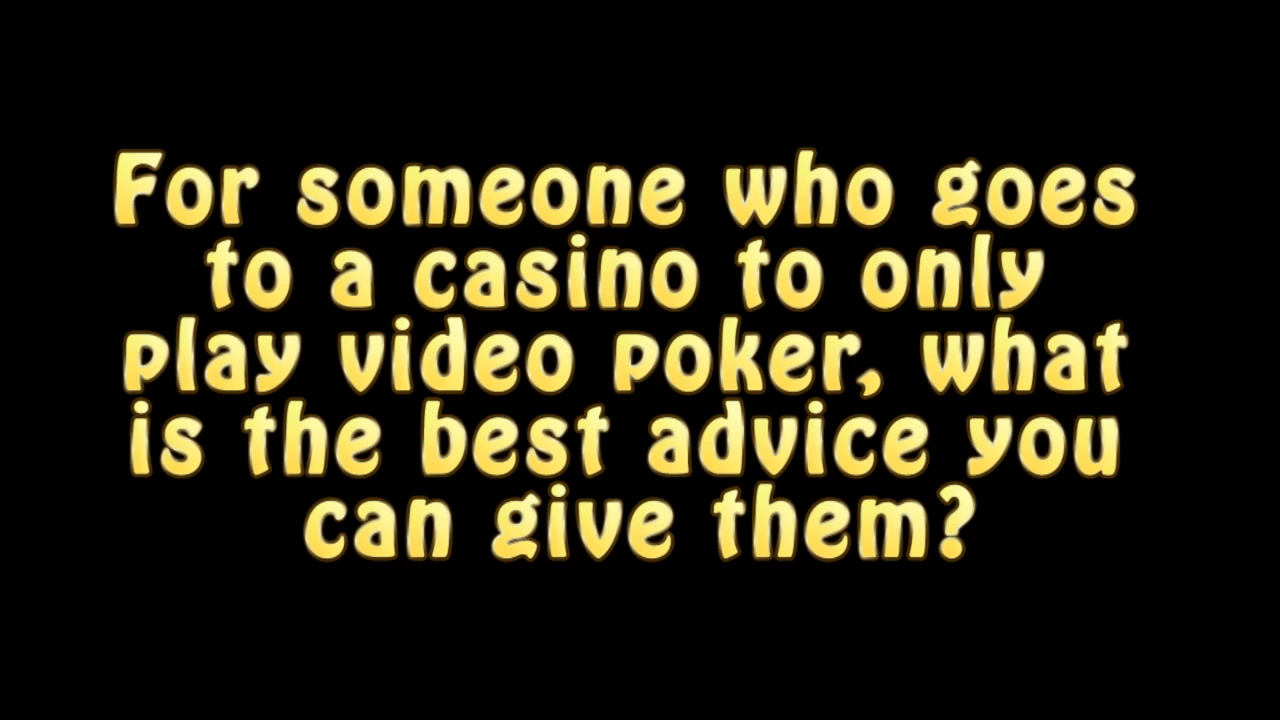 For someone who goes
to a casino to only
play video poker, what
is the best advice you
can give them?